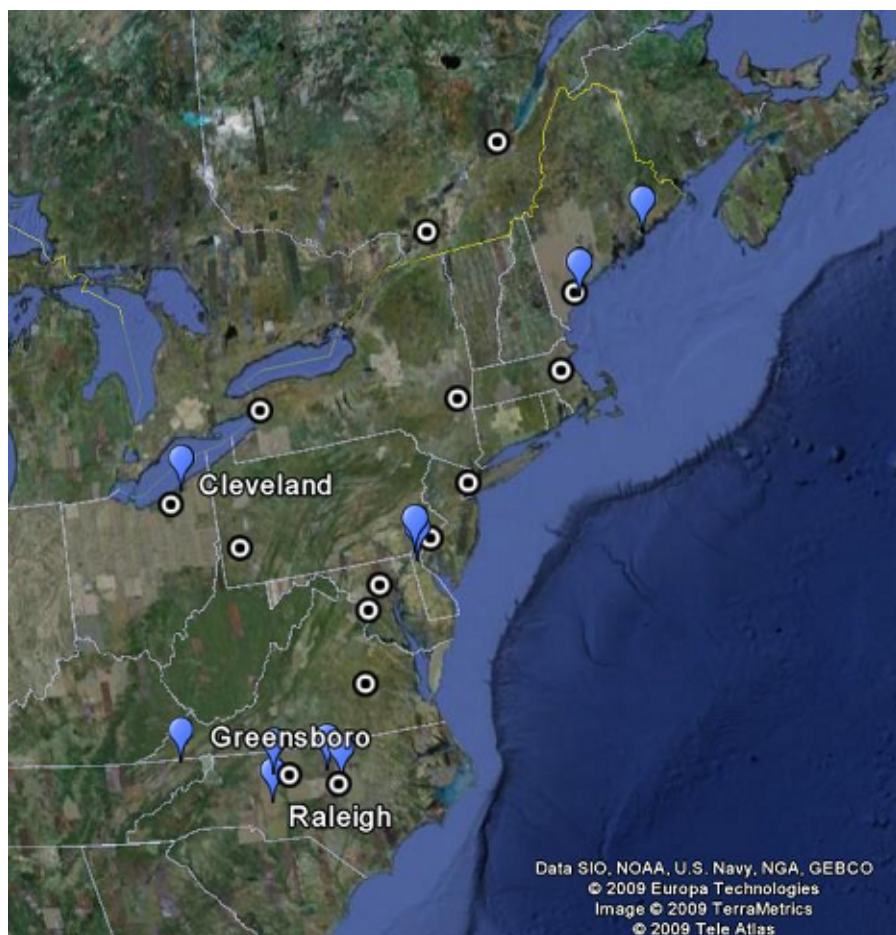 Cleveland
Greensboro
Raleigh
Data SIO, NOAA, U.S. Navy, NGA, GEBCO
© 2009 Europa Technologies
Image © 2009 TerraMetrics
© 2009 Tele Atlas